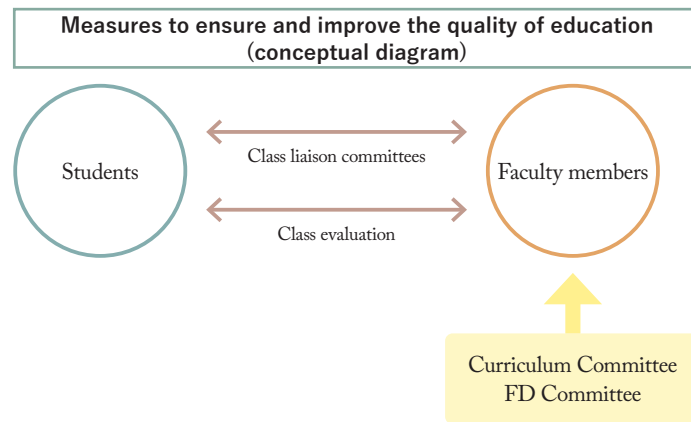 Measures to ensure and improve the quality of education
(conceptual diagram)
Students
Class liaison committees
Faculty members
Class evaluation
Curriculum Committee
FD Committee